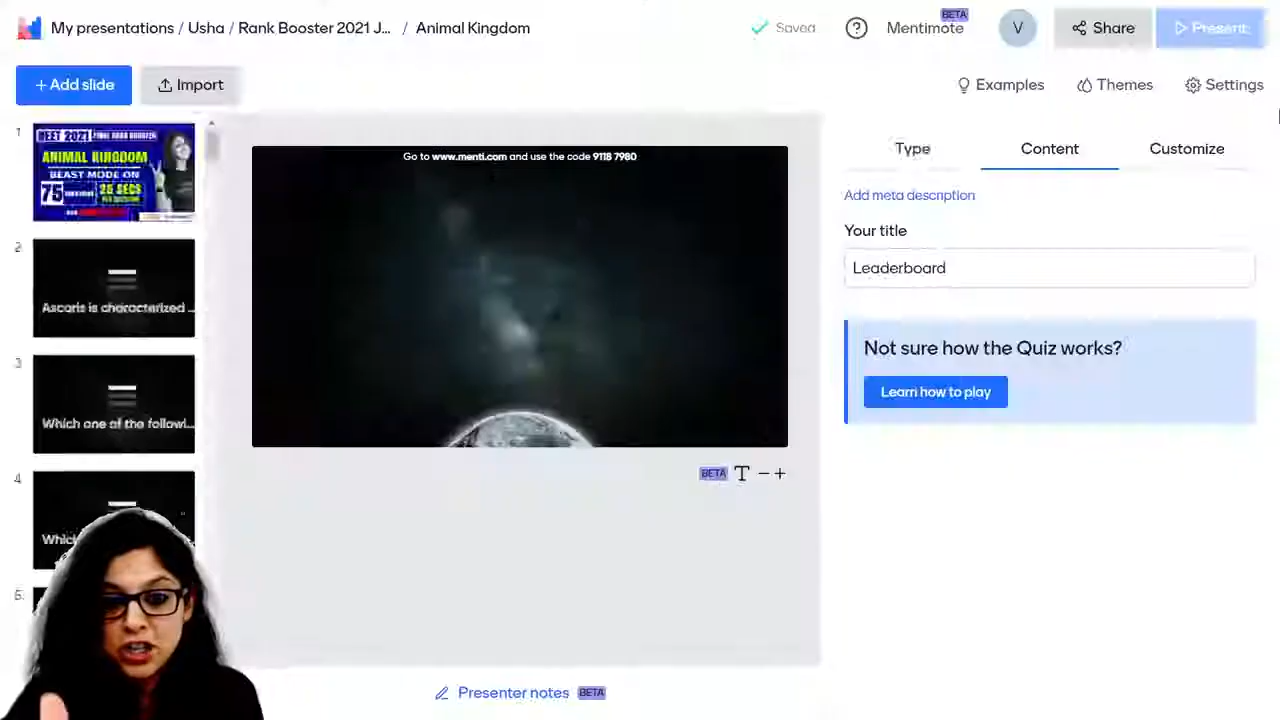 My presentations / Usha / Rank Booster 2021 J... / Animal Kingdom
Saved
Mentimote
BETA
V
Share
Present
+ Add slide
Import
Examples
Themes
Settings
1
NEET 2021
ANIMAL KINGDOM
BEAST MODE ON
75
25 SECS
2
Ascaris is characterized ...
3
Which one of the followi...
4
Whic
5
Go to www.menti.com and use the code 9118 7980
BETA T − +
Presenter notes BETA
Type
Content
Customize
Add meta description
Your title
Leaderboard
Not sure how the Quiz works?
Learn how to play